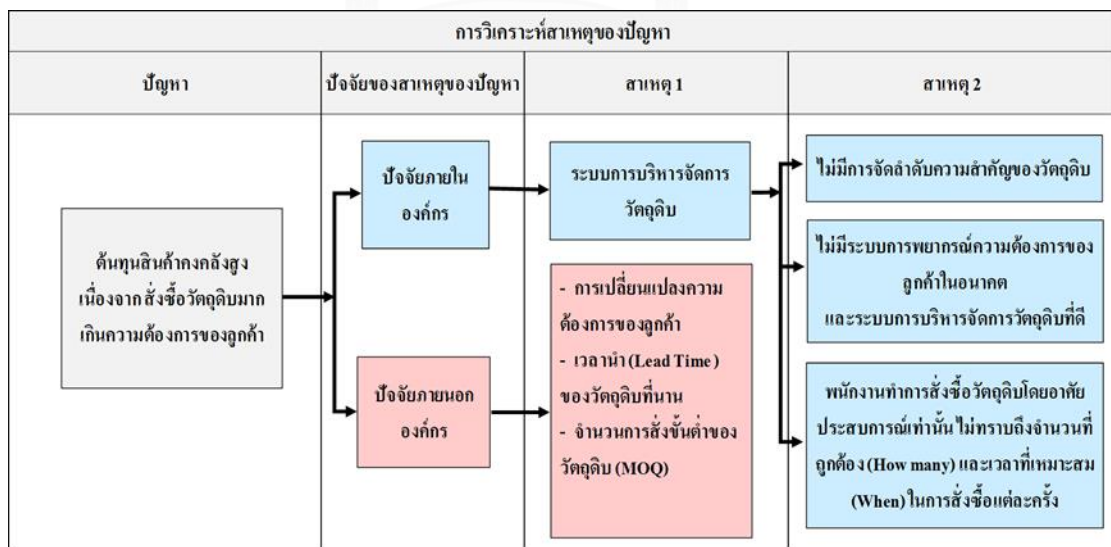 การวิเคราะห์สาเหตุของปัญหา
ปัญหา
ปัจจัยของสาเหตุของปัญหา
สาเหตุ 1
สาเหตุ 2
ต้นทุนสินค้าคงคลังสูง
เนื่องจาก สั่งซื้อวัตถุดิบมาก
เกินความต้องการของลูกค้า
ปัจจัยภายใน
องค์กร
ปัจจัยภายนอก
องค์กร
ระบบการบริหารจัดการ
วัตถุดิบ
- การเปลี่ยนแปลงความ
ต้องการของลูกค้า
- เวลานำ (Lead Time )
ของวัตถุดิบที่นาน
- จำนวนการสั่งขั้นต่ำของ
วัตถุดิบ (MOQ)
ไม่มีการจัดลำดับความสำคัญของวัตถุดิบ
ไม่มีระบบการพยากรณ์ความต้องการของ
ลูกค้าในอนาคต
และระบบการบริหารจัดการวัตถุดิบที่ดี
พนักงานทำการสั่งซื้อวัตถุดิบโดยอาศัย
ประสบการณ์เท่านั้น ไม่ทราบถึงจำนวนที่
ถูกต้อง (How many) และเวลาที่เหมาะสม
(When) ในการสั่งซื้อแต่ละครั้ง